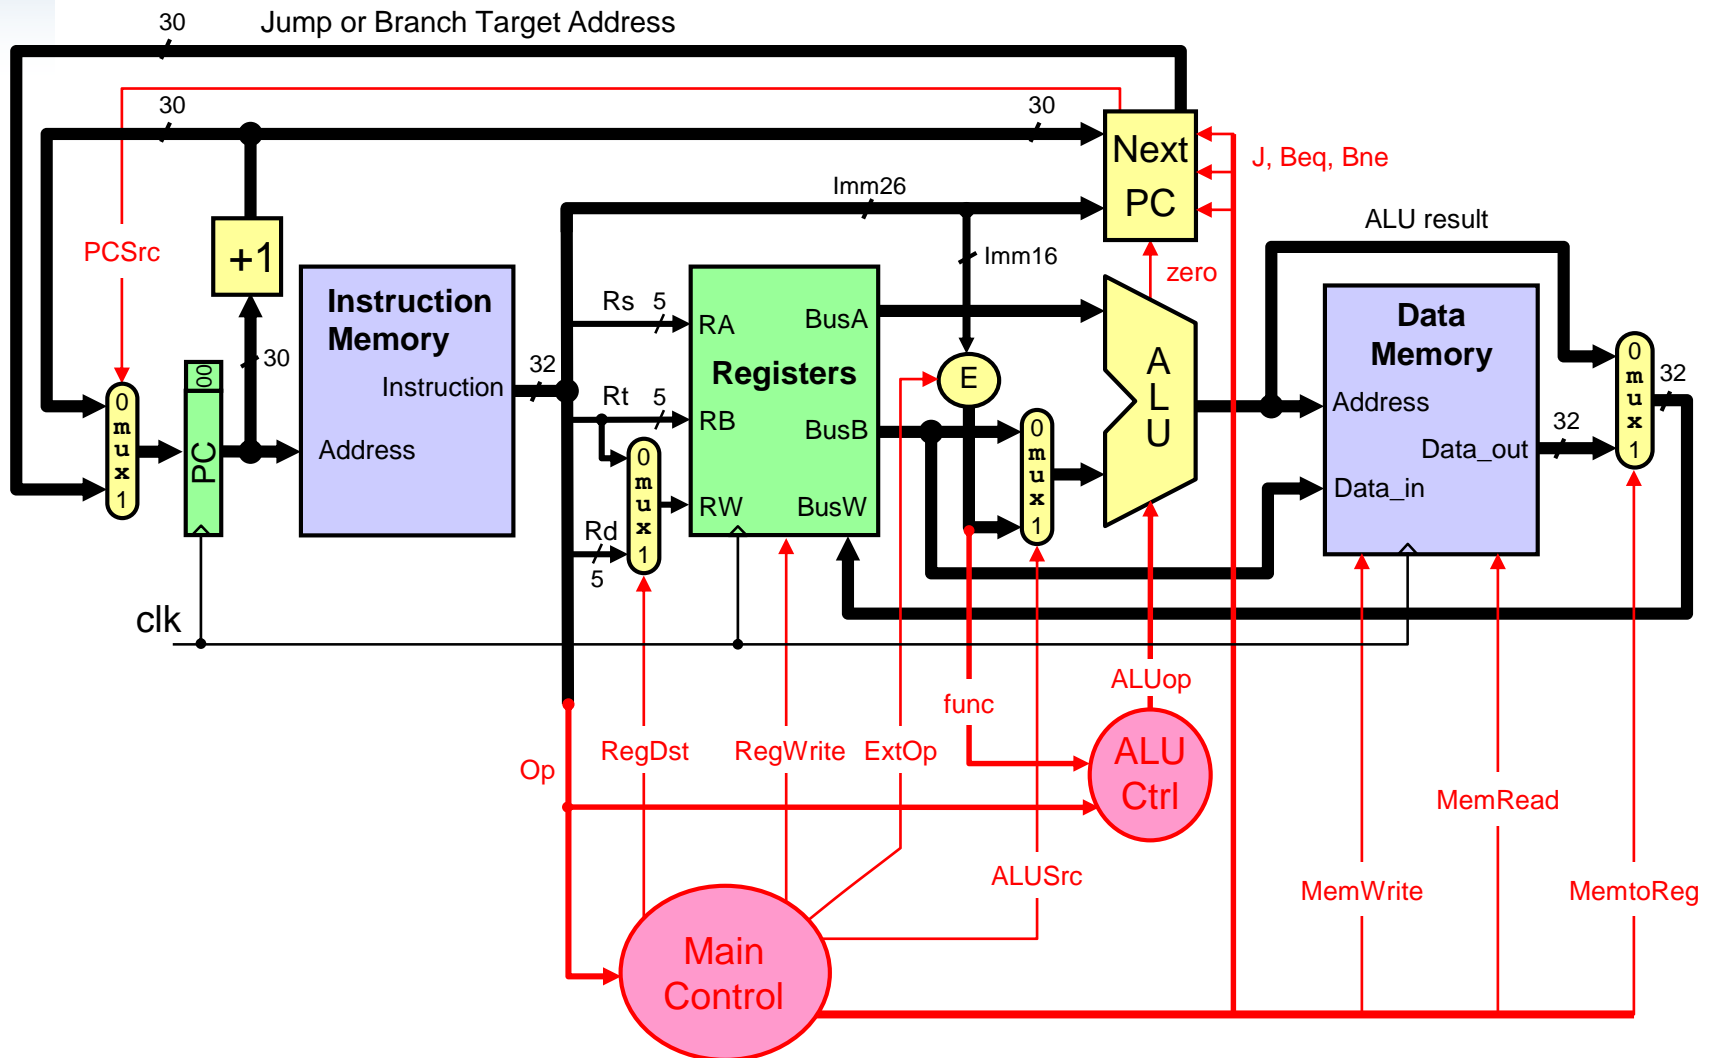 30
Jump or Branch Target Address
30
30
Next
PC
J, Beq, Bne
Imm26
ALU result
PCSrc
+1
Imm16
zero
Instruction
Memory
Rs
5
RA
BusA
Data
Memory
30
00
32
Instruction
Registers
E
A
L
U
0
m
u
x
1
32
0
m
u
x
1
Rt
5
RB
BusB
0
m
u
x
1
Address
PC
Address
0
m
u
x
1
Data_out
32
Data_in
RW
BusW
Rd
5
clk
func
ALUop
Op
RegDst
RegWrite
ExtOp
ALU
Ctrl
MemRead
ALUSrc
MemWrite
MemtoReg
Main
Control